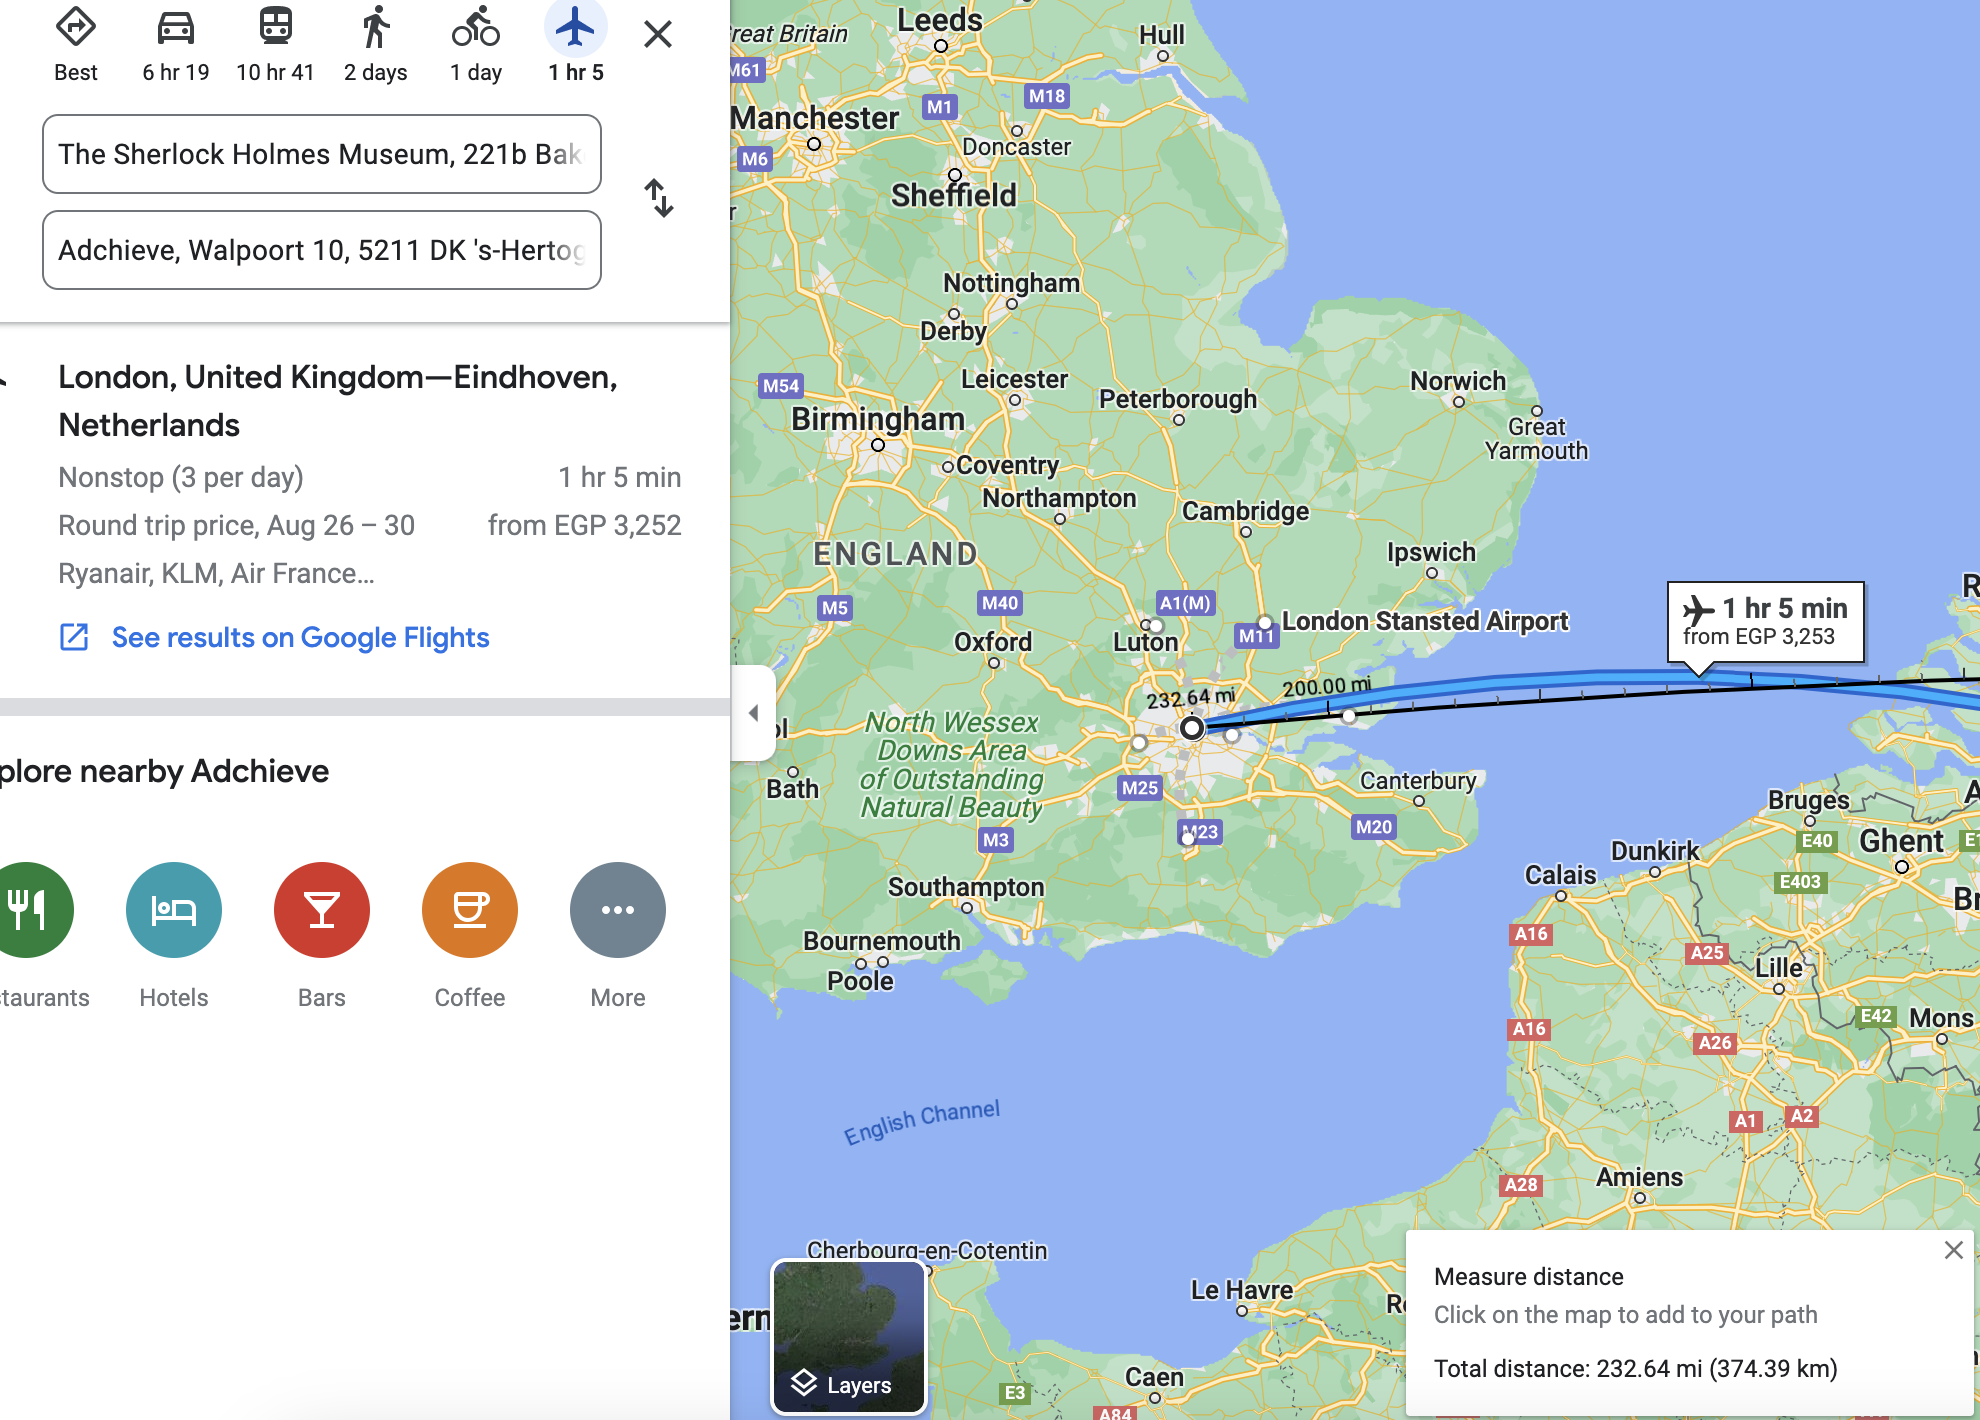 Best
6 hr 19
10 hr 41
2 days
1 day
1 hr 5
The Sherlock Holmes Museum, 221b Bak
Adchieve, Walpoort 10, 5211 DK 's-Hertog
London, United Kingdom—Eindhoven,
Netherlands
Nonstop (3 per day)
1 hr 5 min
Round trip price, Aug 26 – 30
from EGP 3,252
Ryanair, KLM, Air France...
See results on Google Flights
plore nearby Adchieve
staurants
Hotels
Bars
Coffee
More
reat Britain
Leeds
Hull
M61
M1
M18
Manchester
Doncaster
M6
Sheffield
r
Nottingham
Derby
M54
Leicester
Peterborough
Norwich
Birmingham
Great
Yarmouth
Coventry
Northampton
Cambridge
ENGLAND
Ipswich
M5
M40
A1(M)
London Stansted Airport
M11
Oxford
Luton
R
1 hr 5 min
from EGP 3,253
232.64 mi
200.00 mi
North Wessex
Downs Area
of Outstanding
Natural Beauty
ol
Bath
M25
Canterbury
M3
M23
M20
Bruges
A
E40
Ghent
E1
Dunkirk
Calais
E403
Br
Southampton
A16
A25
Lille
Bournemouth
Poole
A16
E42
Mons
A26
English Channel
A1
A2
A28
Amiens
Cherbourg-en-Cotentin
Le Havre
Ro
ern
Caen
E3
A84
Layers
Measure distance
Click on the map to add to your path
Total distance: 232.64 mi (374.39 km)